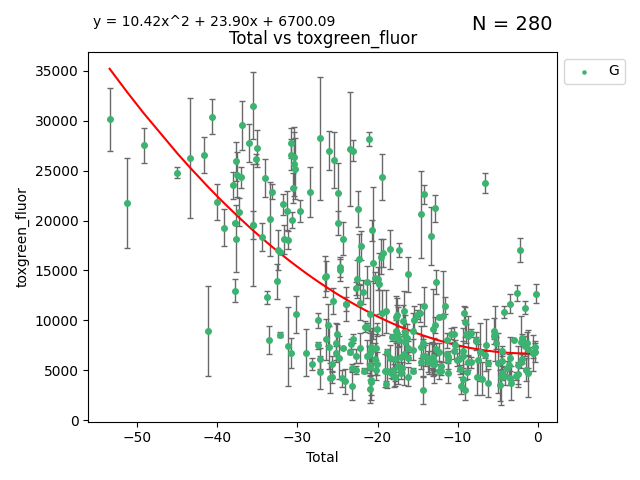 y = 10.42x^2 + 23.90x + 6700.09
N = 280
Total vs toxgreen_fluor
G
toxgreen_fluor
35000
30000
25000
20000
15000
10000
5000
0
−50
−40
−30
−20
−10
0
Total